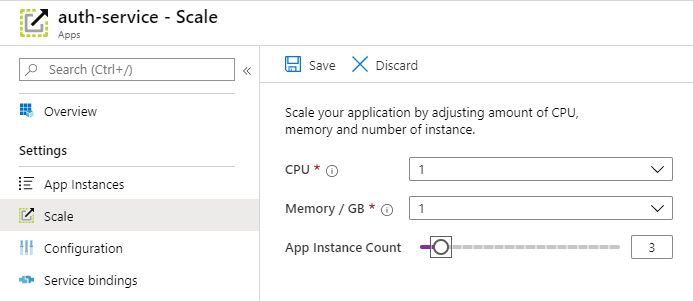 auth-service - Scale
Apps
Search (Ctrl+/)
«
Overview
Settings
App Instances
Scale
Configuration
Service bindings
Save
Discard
Scale your application by adjusting amount of CPU,
memory and number of instance.
CPU * 1
Memory / GB * 1
App Instance Count 3